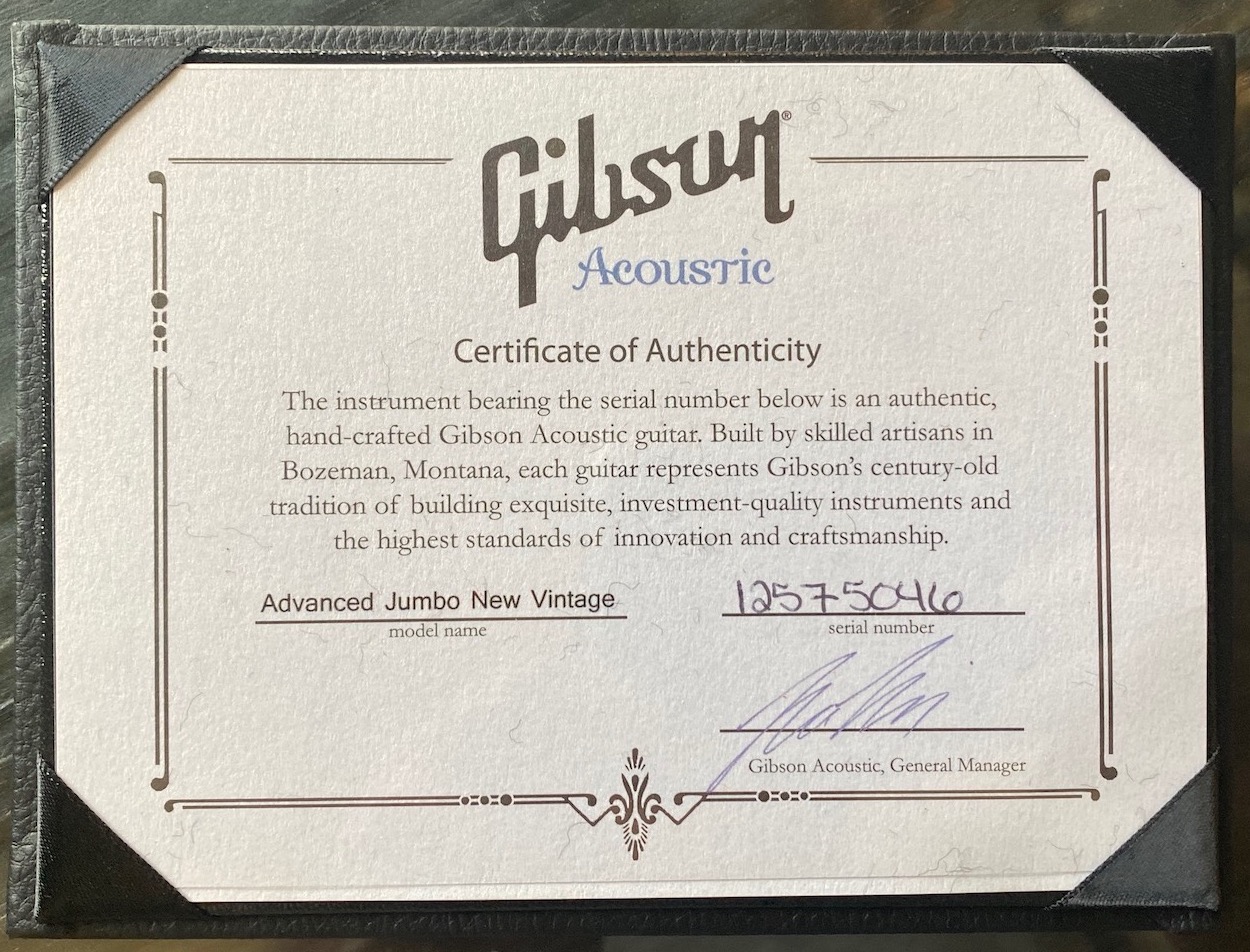 Gibson®
Acoustic
Certificate of Authenticity
The instrument bearing the serial number below is an authentic,
hand-crafted Gibson Acoustic guitar. Built by skilled artisans in
Bozeman, Montana, each guitar represents Gibson's century-old
tradition of building exquisite, investment-quality instruments and
the highest standards of innovation and craftsmanship.
Advanced Jumbo New Vintage 12575046
model name serial number
Gibson Acoustic, General Manager